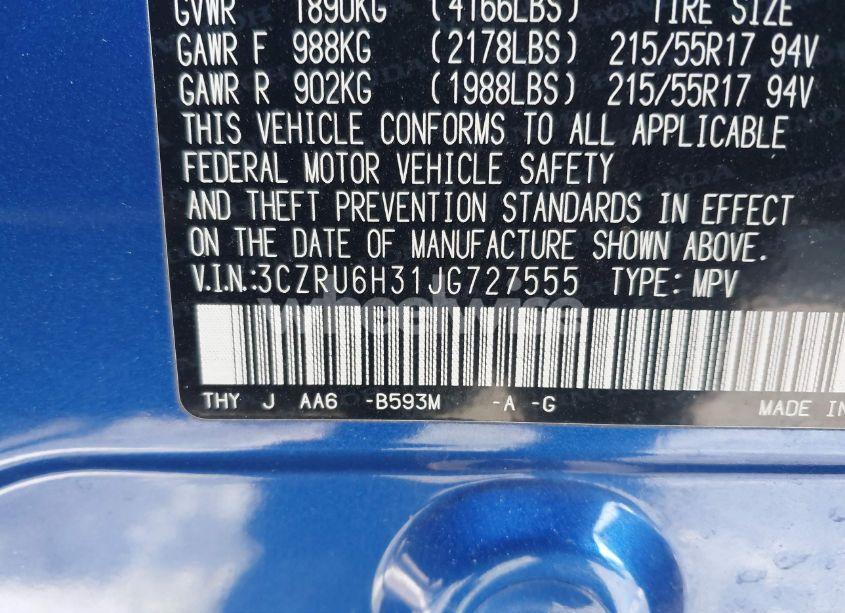 GVWR 1890KG (4166LBS) TIRE SIZE
GAWR F 988KG (2178LBS) 215/55R17 94V
GAWR R 902KG (1988LBS) 215/55R17 94V
THIS VEHICLE CONFORMS TO ALL APPLICABLE
FEDERAL MOTOR VEHICLE SAFETY
AND THEFT PREVENTION STANDARDS IN EFFECT
ON THE DATE OF MANUFACTURE SHOWN ABOVE.
V.I.N.:3CZRU6H31JG727555 TYPE: MPV
wheelwise
THY J AA6 -B593M -A -G MADE IN